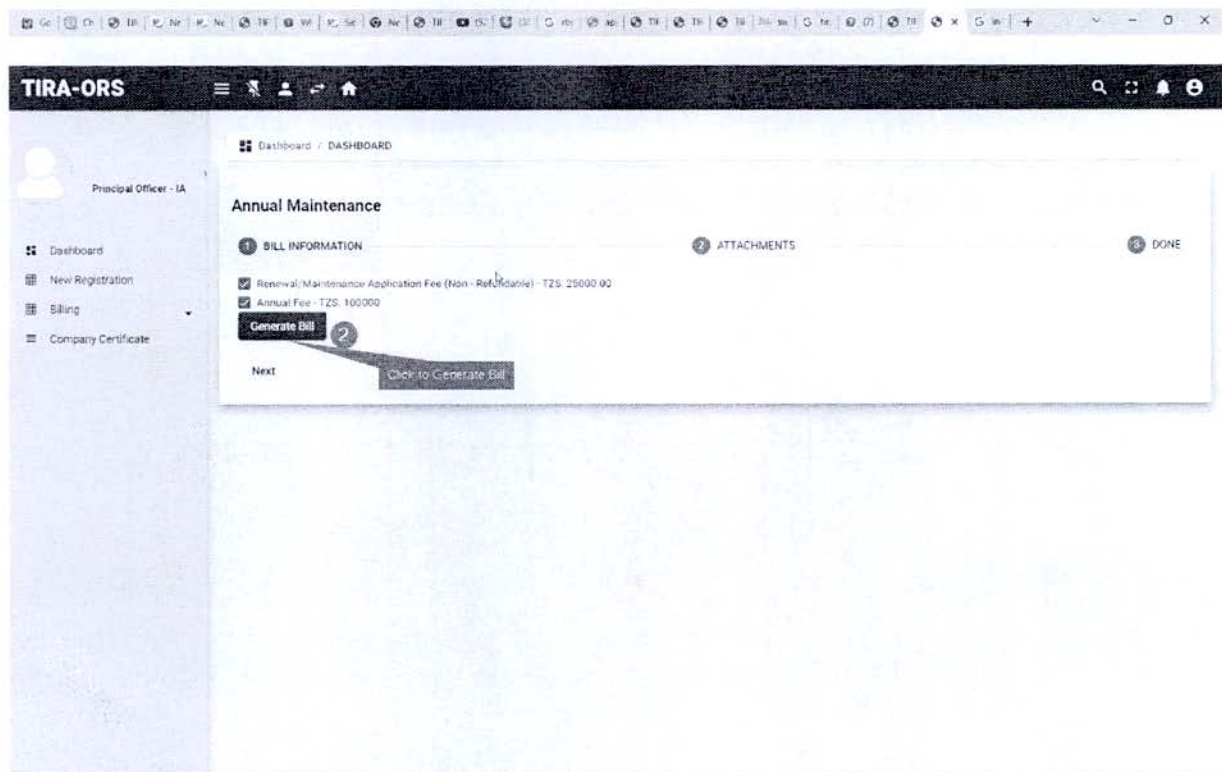 TIRA-ORS
Dashboard / DASHBOARD
Principal Officer - IA
Annual Maintenance
1 BILL INFORMATION
2 ATTACHMENTS
3 DONE
Dashboard
New Registration
Billing
Company Certificate
Renewal/Maintenance Application Fee (Non - Refundable) - TZS: 25000.00
Annual Fee - TZS: 100000
Generate Bill
2
Next
Click to Generate Bill